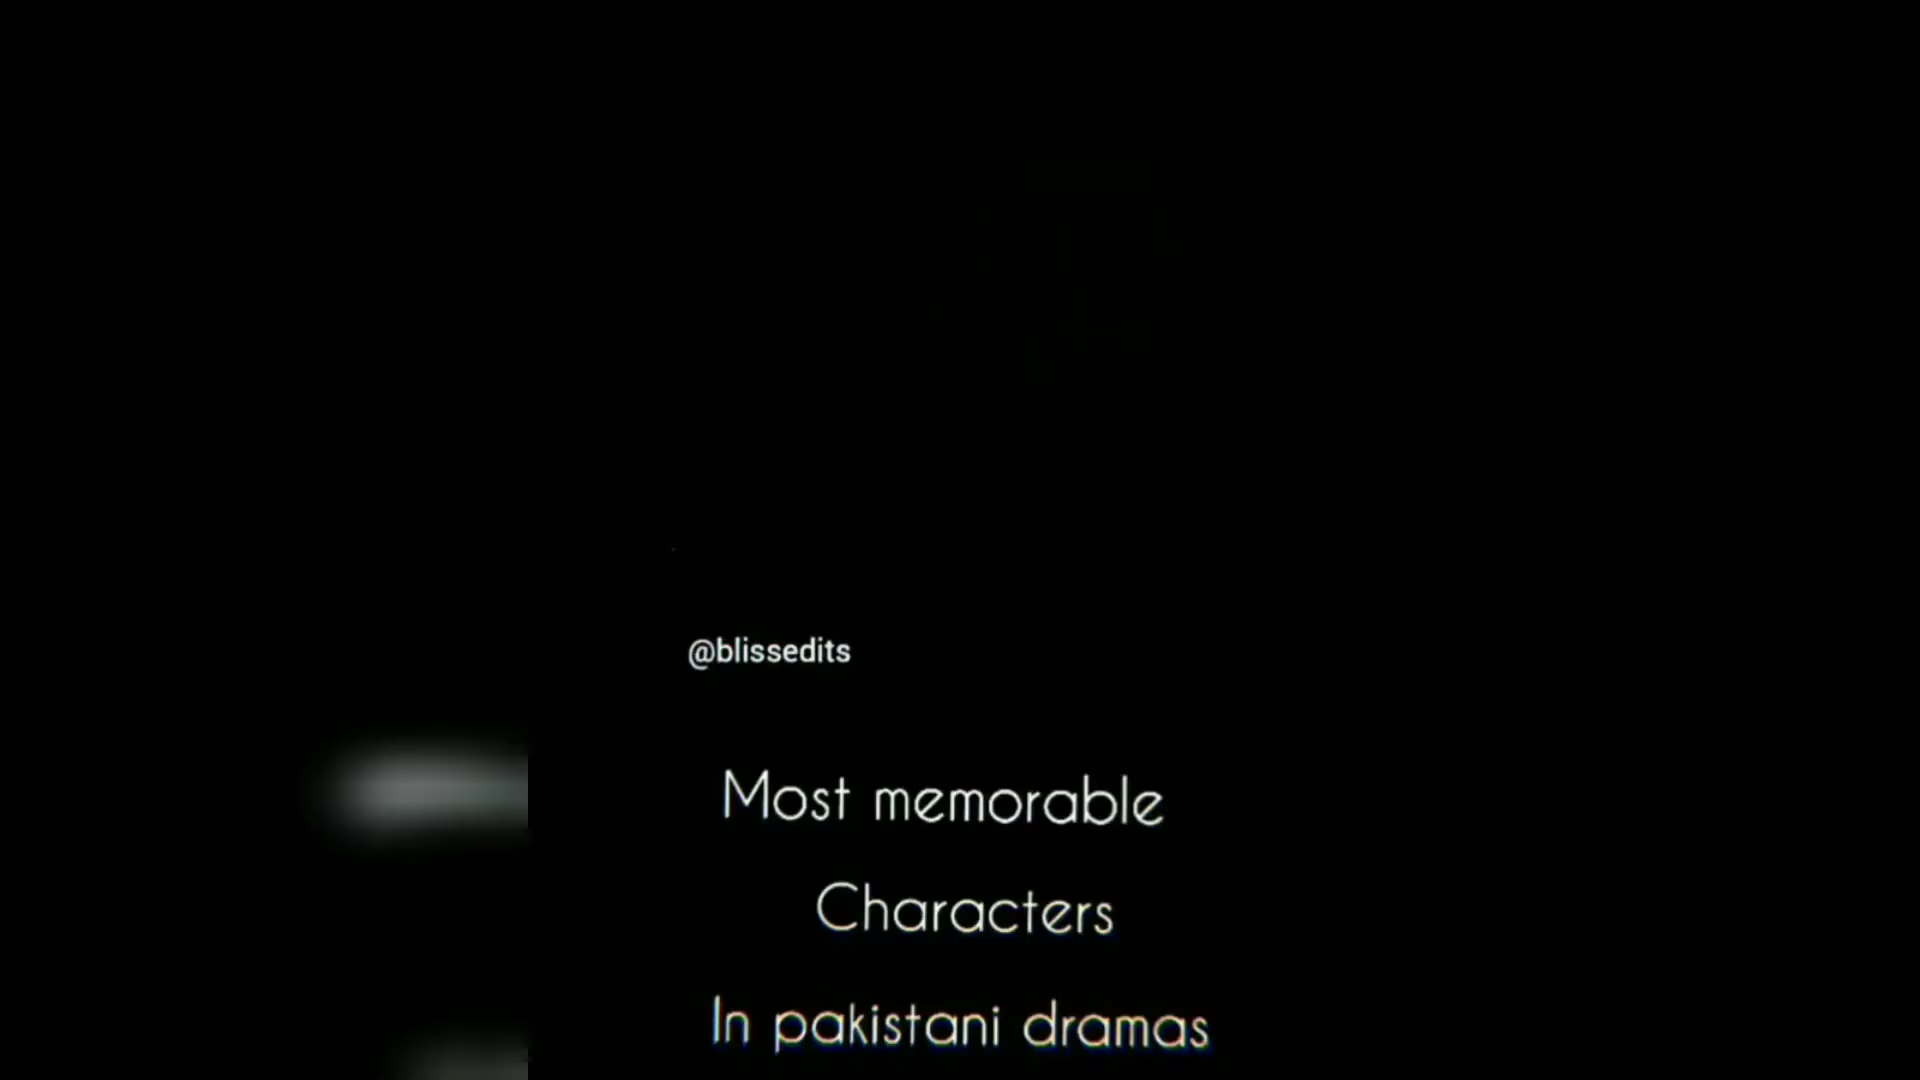 @blissedits
Most memorable
Characters
In pakistani dramas